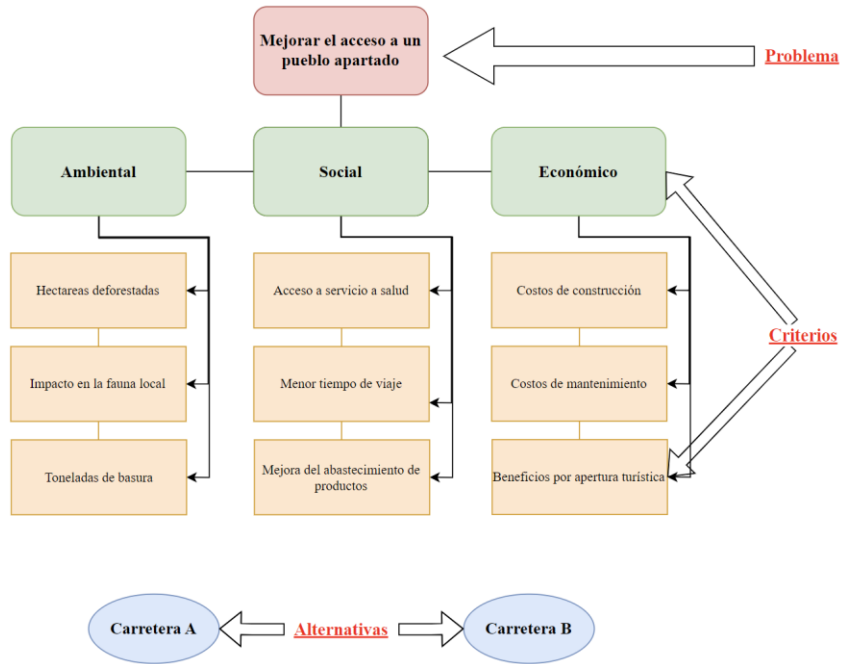 Mejorar el acceso a un
pueblo apartado
Problema
Ambiental
Social
Económico
Hectareas deforestadas
Acceso a servicio a salud
Costos de construcción
Criterios
Impacto en la fauna local
Menor tiempo de viaje
Costos de mantenimiento
Toneladas de basura
Mejora del abastecimiento de
productos
Beneficios por apertura turística
Carretera A
Alternativas
Carretera B